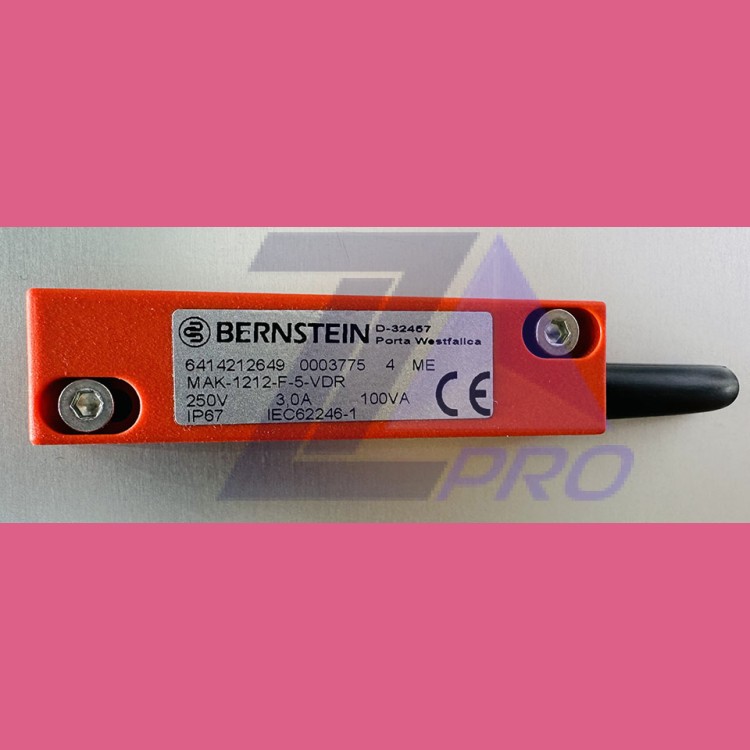 BERNSTEIN D-32457
Porta Westfalica
6414212649 0003775 4 ME
MAK-1212-F-5-VDR
250V 3,0A 100VA
IP67 IEC62246-1
CE
PRO